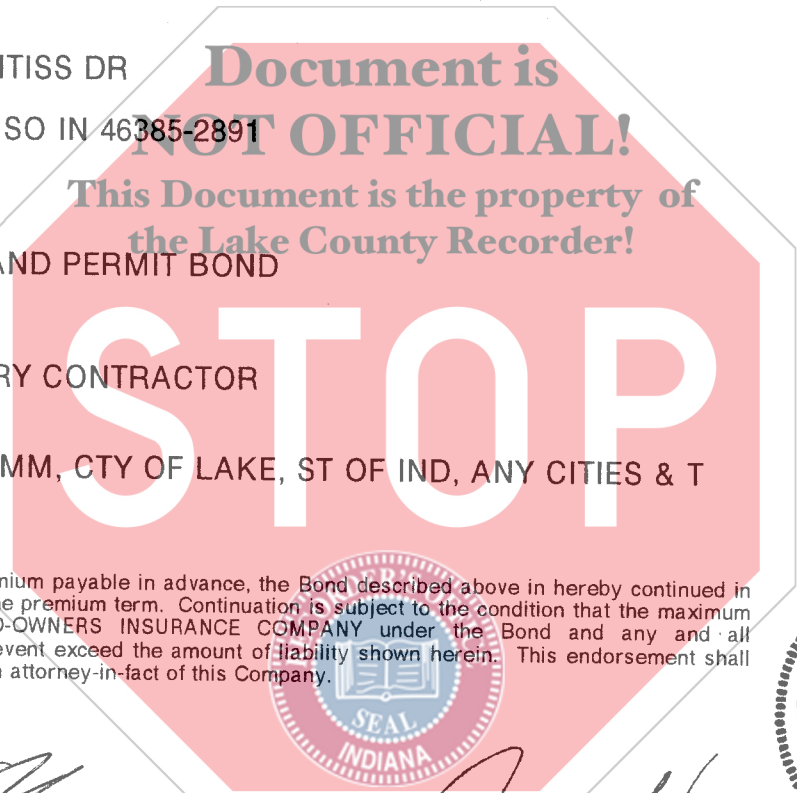 ITISS DR
Document is
SO IN 46385-2891
NOT OFFICIAL!
This Document is the property of
the Lake County Recorder!
AND PERMIT BOND
STOP
RY CONTRACTOR
MM, CTY OF LAKE, ST OF IND, ANY CITIES & T
nium payable in advance, the Bond described above in hereby continued in
e premium term. Continuation is subject to the condition that the maximum
O-OWNERS INSURANCE COMPANY under the Bond and any and all
event exceed the amount of liability shown herein. This endorsement shall
attorney-in-fact of this Company.
SEAL
INDIANA